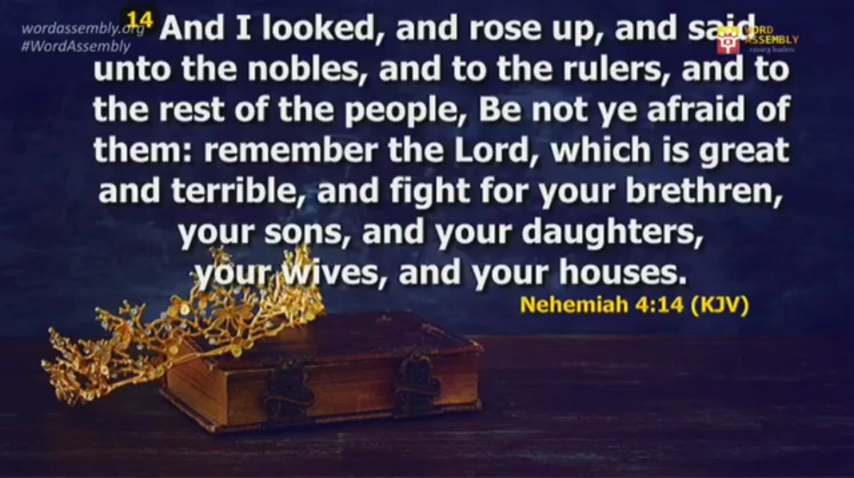 wordassembly.org
#WordAssembly
WORD
ASSEMBLY
14 And I looked, and rose up, and said
unto the nobles, and to the rulers, and to
the rest of the people, Be not ye afraid of
them: remember the Lord, which is great
and terrible, and fight for your brethren,
your sons, and your daughters,
your wives, and your houses.
Nehemiah 4:14 (KJV)